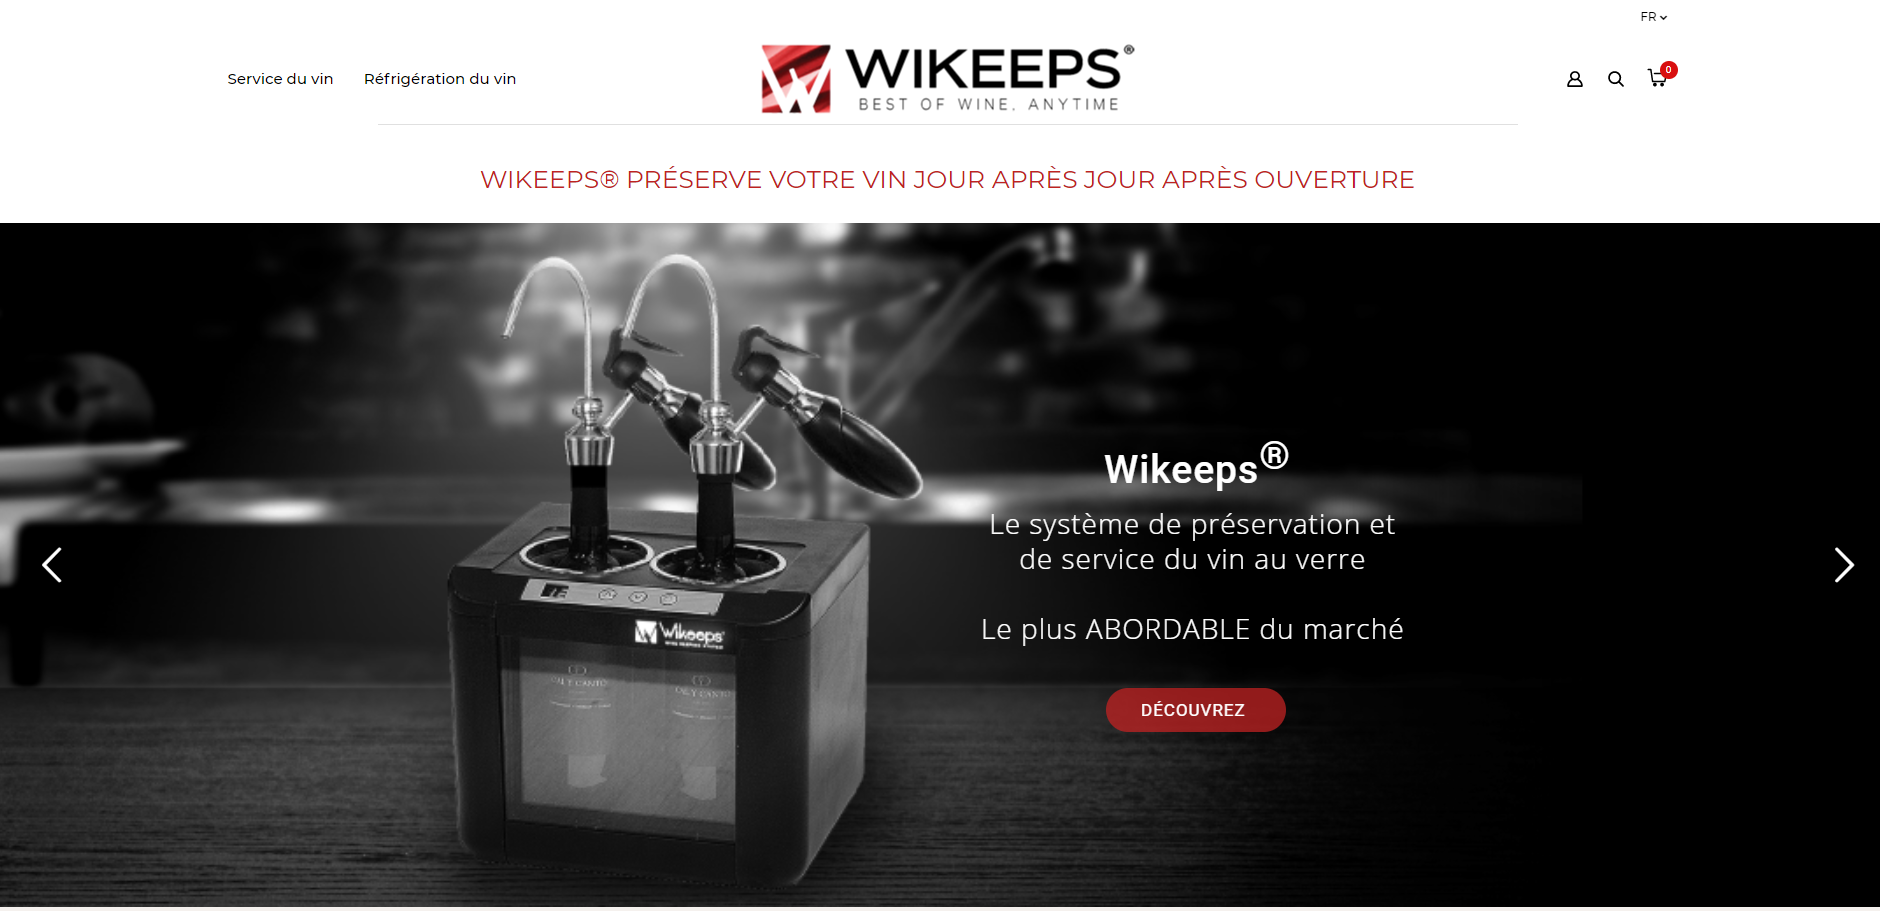 FR
Service du vin
Réfrigération du vin
WIKEEPS®
BEST OF WINE. ANYTIME
0
WIKEEPS® PRÉSERVE VOTRE VIN JOUR APRÈS JOUR APRÈS OUVERTURE
Wikeeps®
Le système de préservation et
de service du vin au verre
Le plus ABORDABLE du marché
DÉCOUVREZ
Wikeeps